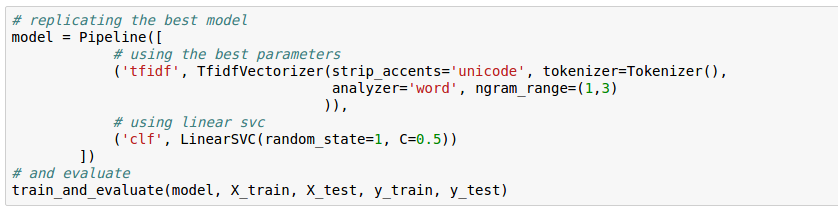 # replicating the best model
model = Pipeline([
# using the best parameters
('tfidf', TfidfVectorizer(strip_accents='unicode', tokenizer=Tokenizer(),
analyzer='word', ngram_range=(1,3)
)),
# using linear svc
('clf', LinearSVC(random_state=1, C=0.5))
])
# and evaluate
train_and_evaluate(model, X_train, X_test, y_train, y_test)